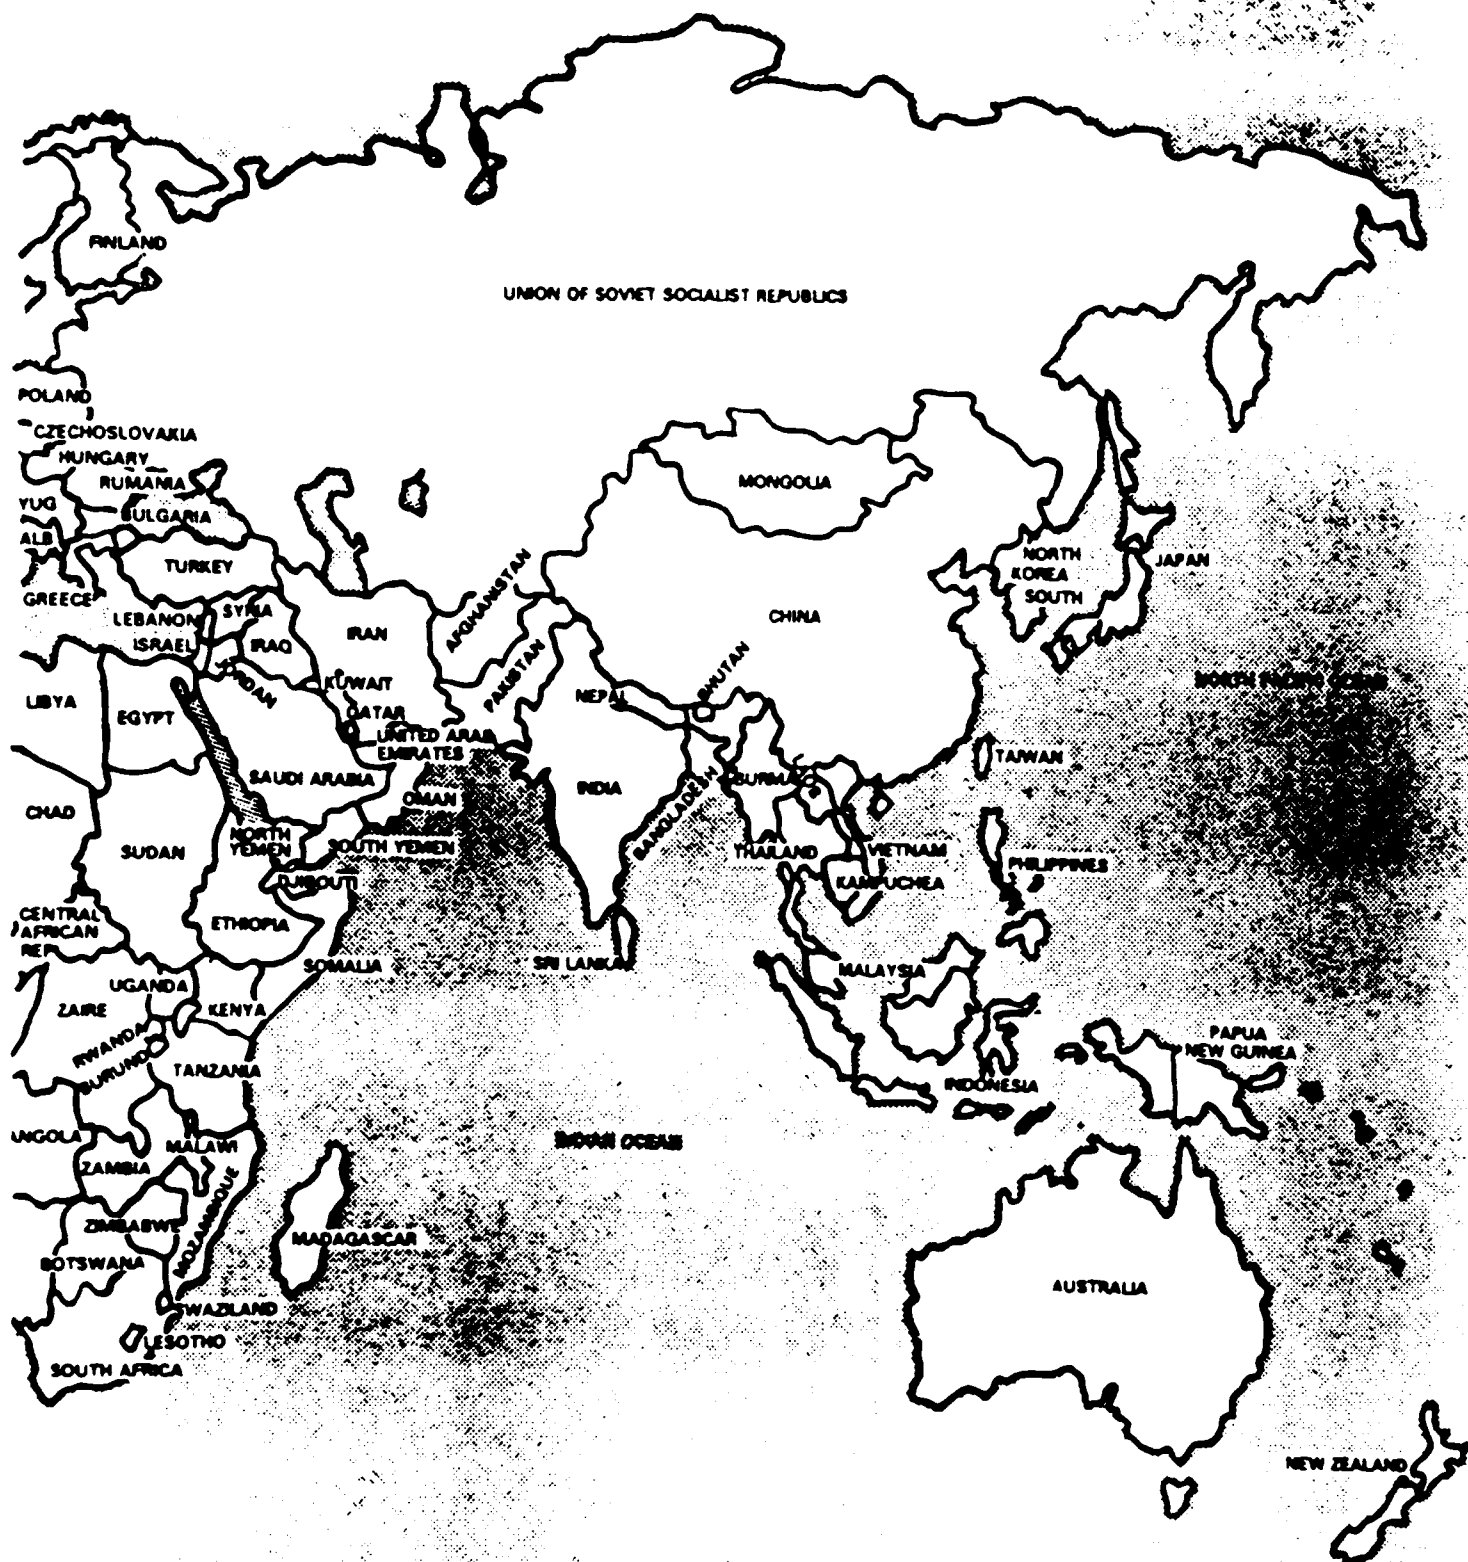 FINLAND
UNION OF SOVIET SOCIALIST REPUBLICS
POLAND
CZECHOSLOVAKIA
HUNGARY
RUMANIA
YUG
BULGARIA
ALB
GREECE
TURKEY
MONGOLIA
NORTH
KOREA
SOUTH
JAPAN
CHINA
AFGHANISTAN
LEBANON
SYRIA
ISRAEL
IRAQ
IRAN
JORDAN
KUWAIT
PAKISTAN
NEPAL
BHUTAN
NORTH PACIFIC OCEAN
LIBYA
EGYPT
QATAR
UNITED ARAB
EMIRATES
TAIWAN
SAUDI ARABIA
INDIA
BURMA
BANGLADESH
OMAN
CHAD
SUDAN
NORTH
YEMEN
SOUTH YEMEN
THAILAND
VIETNAM
PHILIPPINES
DJIBOUTI
KAMPUCHEA
CENTRAL
AFRICAN
REP
ETHIOPIA
SOMALIA
SRI LANKA
MALAYSIA
UGANDA
ZAIRE
KENYA
RWANDA
BURUNDI
TANZANIA
PAPUA
NEW GUINEA
INDONESIA
ANGOLA
MALAWI
INDIAN OCEAN
ZAMBIA
ZIMBABWE
MOZAMBIQUE
MADAGASCAR
BOTSWANA
AUSTRALIA
SWAZILAND
LESOTHO
SOUTH AFRICA
NEW ZEALAND